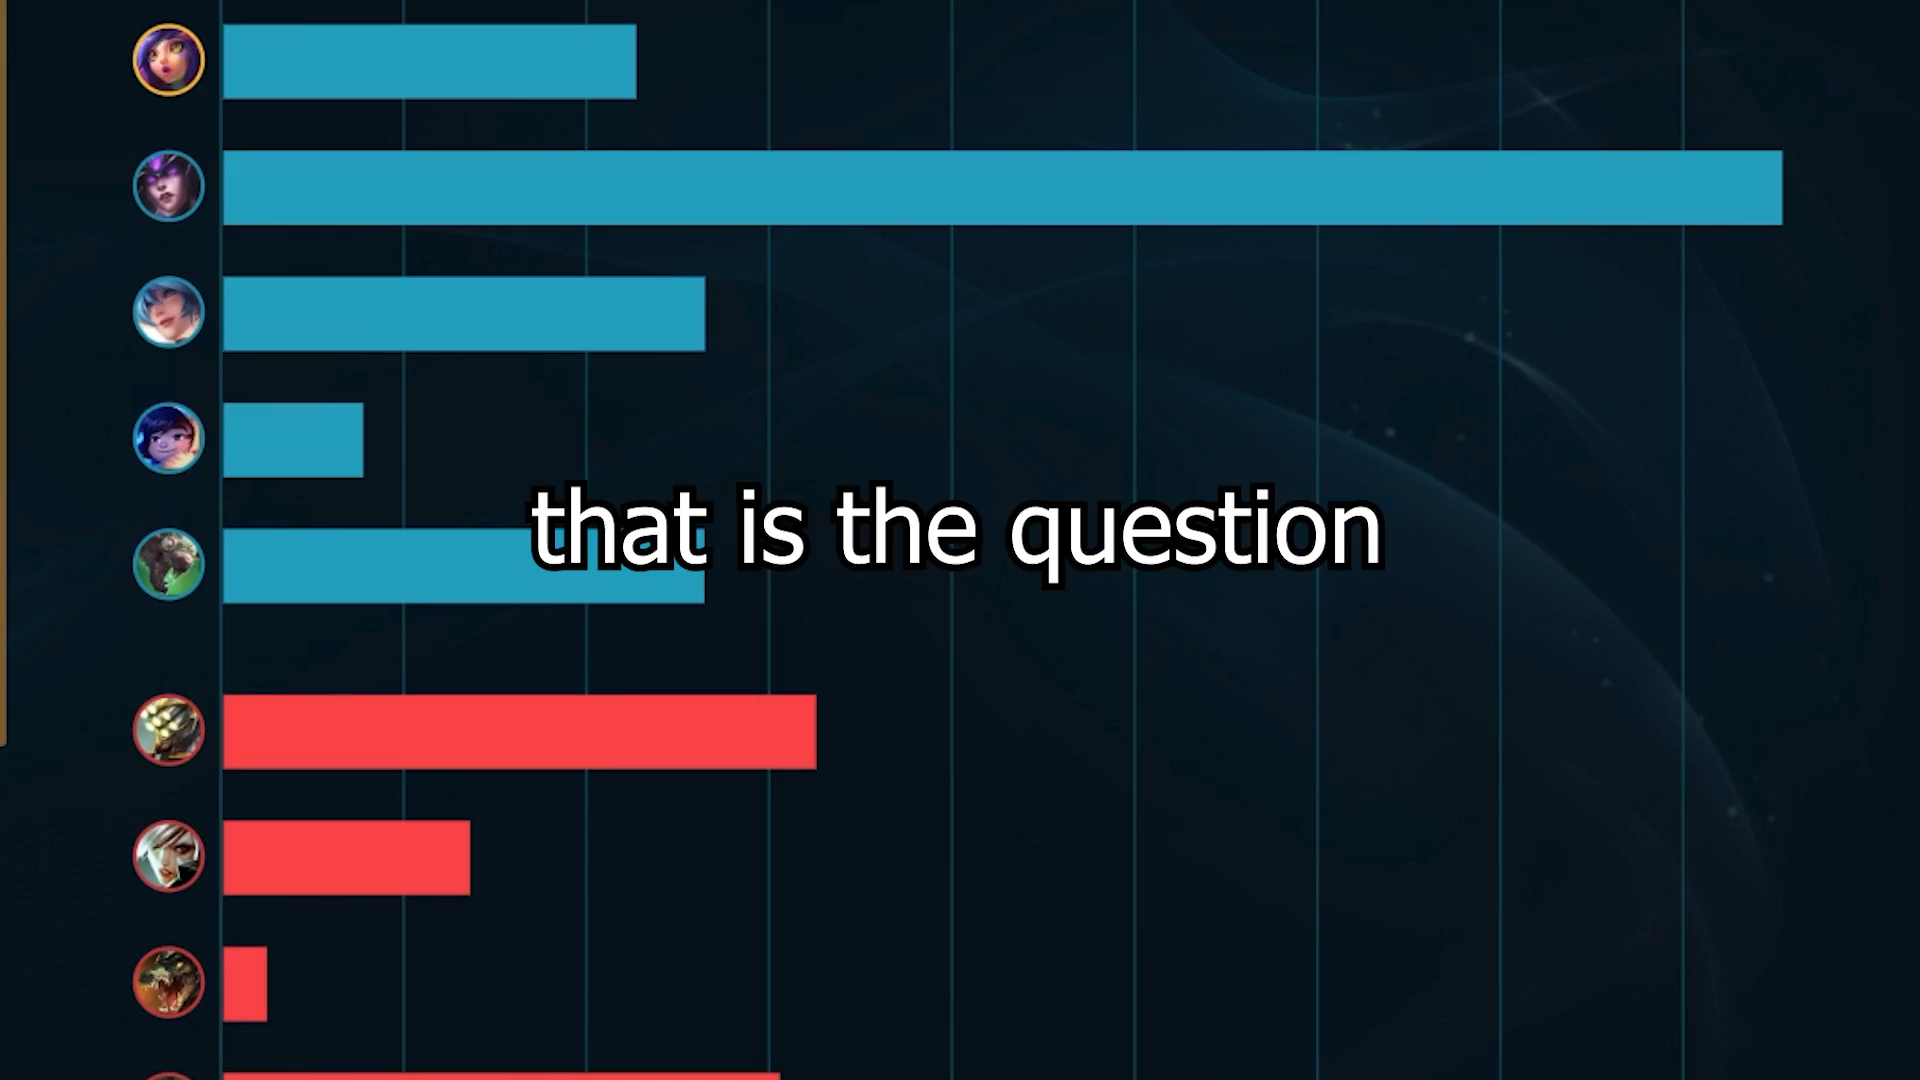 that is the question